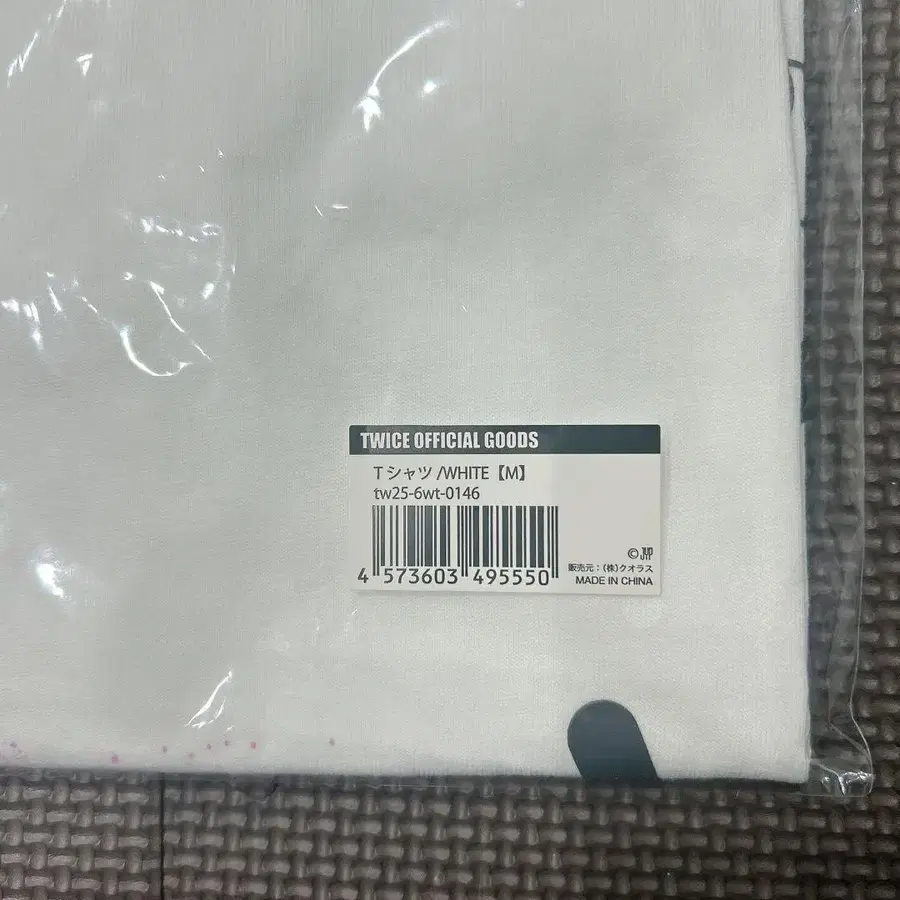 TWICE OFFICIAL GOODS
Tシャツ /WHITE【M】
tw25-6wt-0146
4 573603 495550
© JYP
販売元:(株)クオラス
MADE IN CHINA